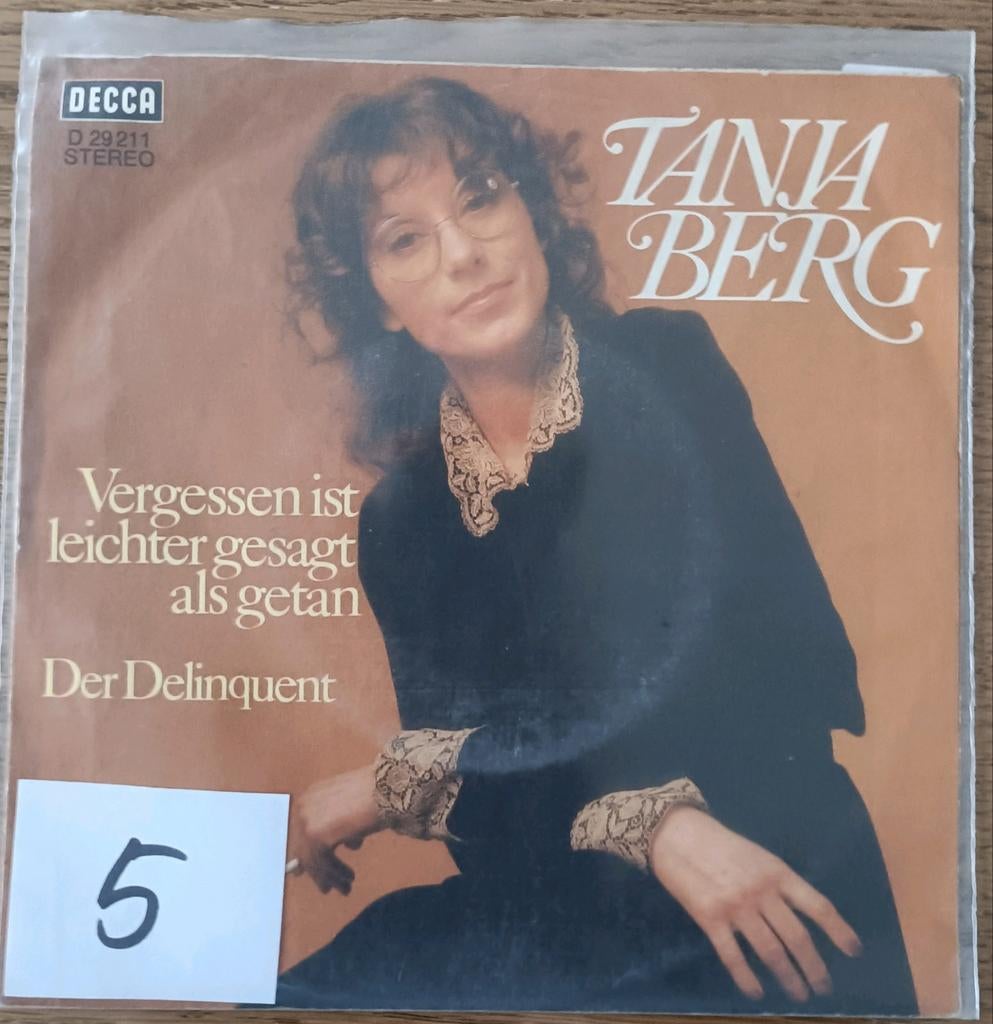 DECCA
D 29 211
STEREO
TANJA
BERG
Vergessen ist
leichter gesagt
als getan
Der Delinquent
5